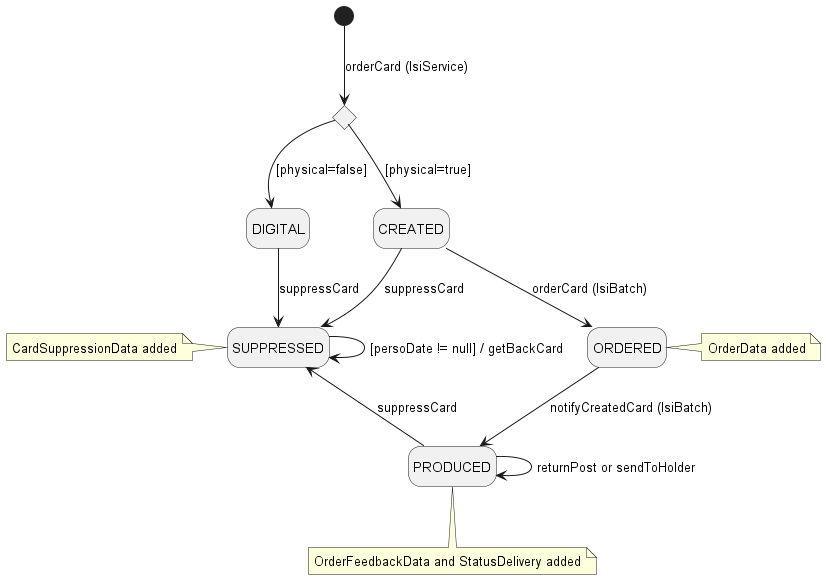 orderCard (IsiService)
[physical=false]
[physical=true]
DIGITAL
CREATED
suppressCard
suppressCard
orderCard (IsiBatch)
CardSuppressionData added
SUPPRESSED
[persoDate != null] / getBackCard
ORDERED
OrderData added
suppressCard
notifyCreatedCard (IsiBatch)
PRODUCED
returnPost or sendToHolder
OrderFeedbackData and StatusDelivery added